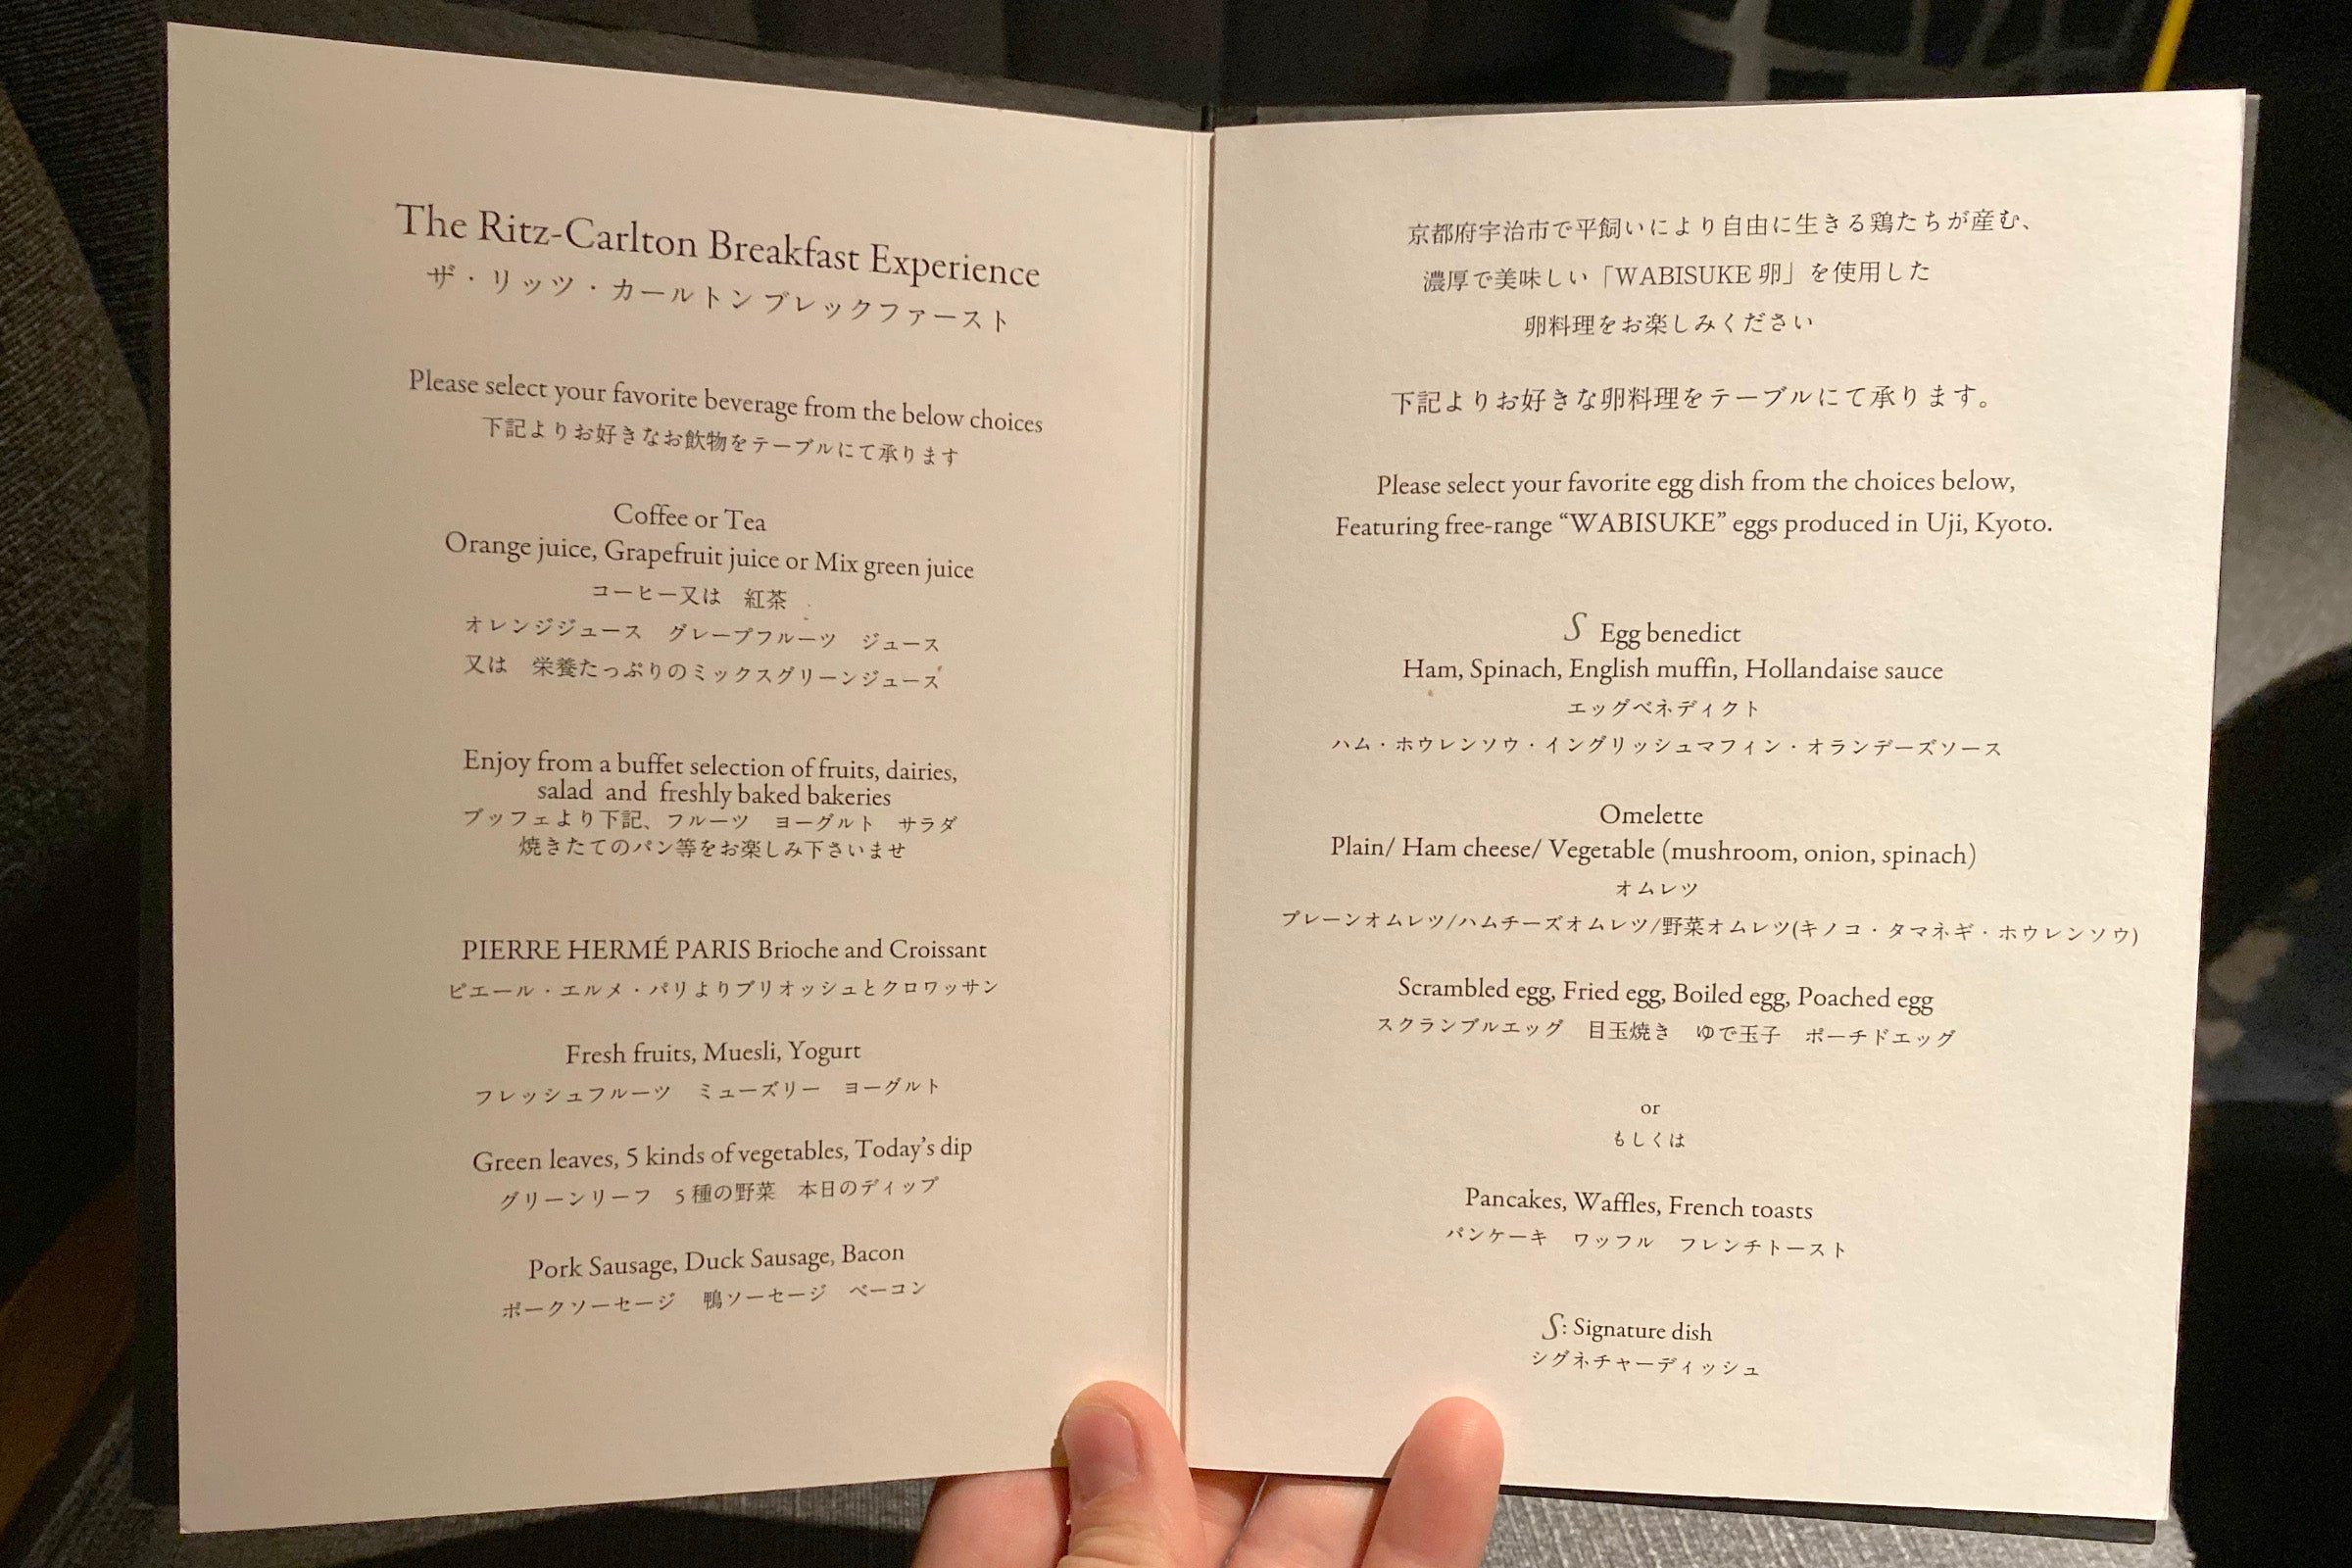 The Ritz-Carlton Breakfast Experience
ザ・リッツ・カールトン ブレックファースト
Please select your favorite beverage from the below choices
下記よりお好きなお飲物をテーブルにて承ります
Coffee or Tea
Orange juice, Grapefruit juice or Mix green juice
コーヒー又は　紅茶
オレンジジュース　グレープフルーツ　ジュース
又は　栄養たっぷりのミックスグリーンジュース
Enjoy from a buffet selection of fruits, dairies,
salad and freshly baked bakeries
ブッフェより下記、フルーツ　ヨーグルト　サラダ
焼きたてのパン等をお楽しみ下さいませ
PIERRE HERMÉ PARIS Brioche and Croissant
ピエール・エルメ・パリよりブリオッシュとクロワッサン
Fresh fruits, Muesli, Yogurt
フレッシュフルーツ　ミューズリー　ヨーグルト
Green leaves, 5 kinds of vegetables, Today's dip
グリーンリーフ　5 種の野菜　本日のディップ
Pork Sausage, Duck Sausage, Bacon
ポークソーセージ　鴨ソーセージ　ベーコン
京都府宇治市で平飼いにより自由に生きる鶏たちが産む、
濃厚で美味しい「WABISUKE 卵」を使用した
卵料理をお楽しみください
下記よりお好きな卵料理をテーブルにて承ります。
Please select your favorite egg dish from the choices below,
Featuring free-range “WABISUKE” eggs produced in Uji, Kyoto.
S Egg benedict
Ham, Spinach, English muffin, Hollandaise sauce
エッグベネディクト
ハム・ホウレンソウ・イングリッシュマフィン・オランデーズソース
Omelette
Plain/ Ham cheese/ Vegetable (mushroom, onion, spinach)
オムレツ
プレーンオムレツ/ハムチーズオムレツ/野菜オムレツ(キノコ・タマネギ・ホウレンソウ)
Scrambled egg, Fried egg, Boiled egg, Poached egg
スクランブルエッグ　目玉焼き　ゆで玉子　ポーチドエッグ
or
もしくは
Pancakes, Waffles, French toasts
パンケーキ　ワッフル　フレンチトースト
S: Signature dish
シグネチャーディッシュ